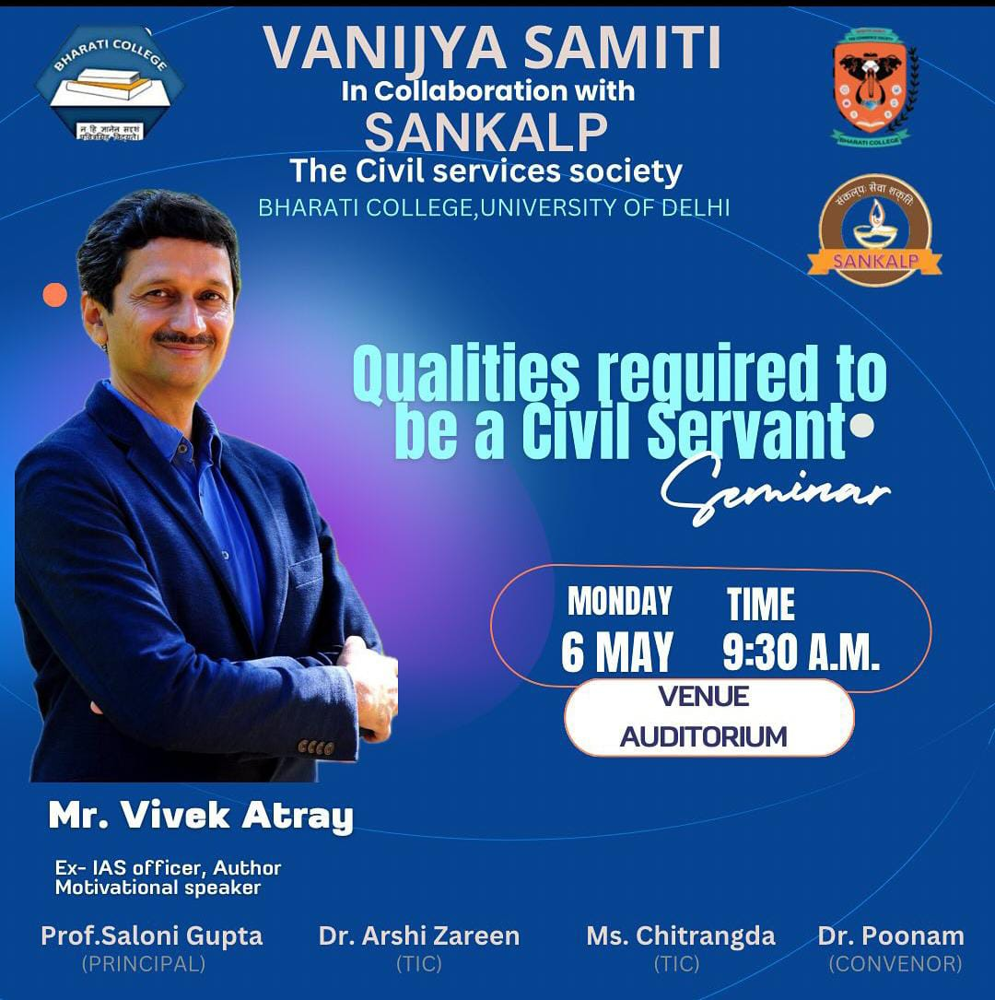 BHARATI COLLEGE
न हि ज्ञानेन सदृशं
पवित्रमिह विद्यते।
VANIJYA SAMITI
In Collaboration with
SANKALP
The Civil services society
BHARATI COLLEGE,UNIVERSITY OF DELHI
THE COMMERCE SOCIETY
BHARATI COLLEGE
संकल्पः सेवा शक्तिः
SANKALP
Qualities required to
be a Civil Servant
Seminar
MONDAY TIME
6 MAY 9:30 A.M.
VENUE
AUDITORIUM
Mr. Vivek Atray
Ex- IAS officer, Author
Motivational speaker
Prof.Saloni Gupta Dr. Arshi Zareen Ms. Chitrangda Dr. Poonam
(PRINCIPAL) (TIC) (TIC) (CONVENOR)